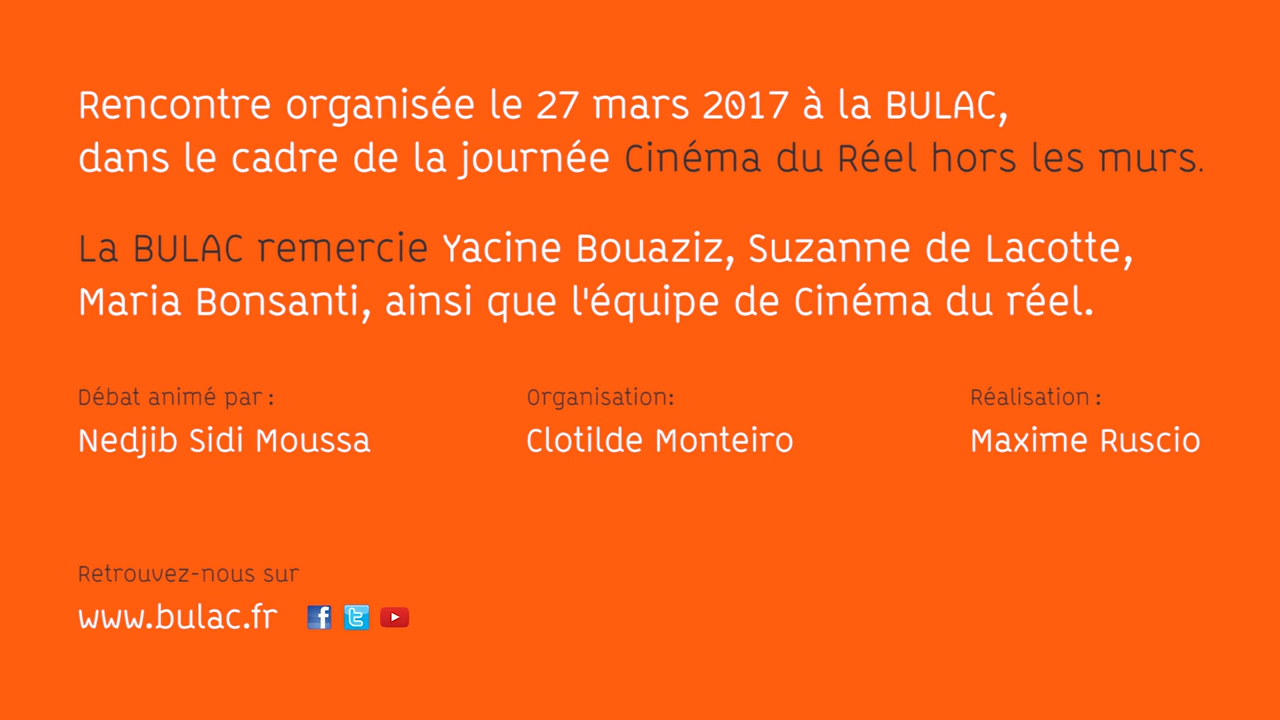 Rencontre organisée le 27 mars 2017 à la BULAC,
dans le cadre de la journée Cinéma du Réel hors les murs.
La BULAC remercie Yacine Bouaziz, Suzanne de Lacotte,
Maria Bonsanti, ainsi que l'équipe de Cinéma du réel.
Débat animé par :
Nedjib Sidi Moussa
Organisation:
Clotilde Monteiro
Réalisation :
Maxime Ruscio
Retrouvez-nous sur
www.bulac.fr